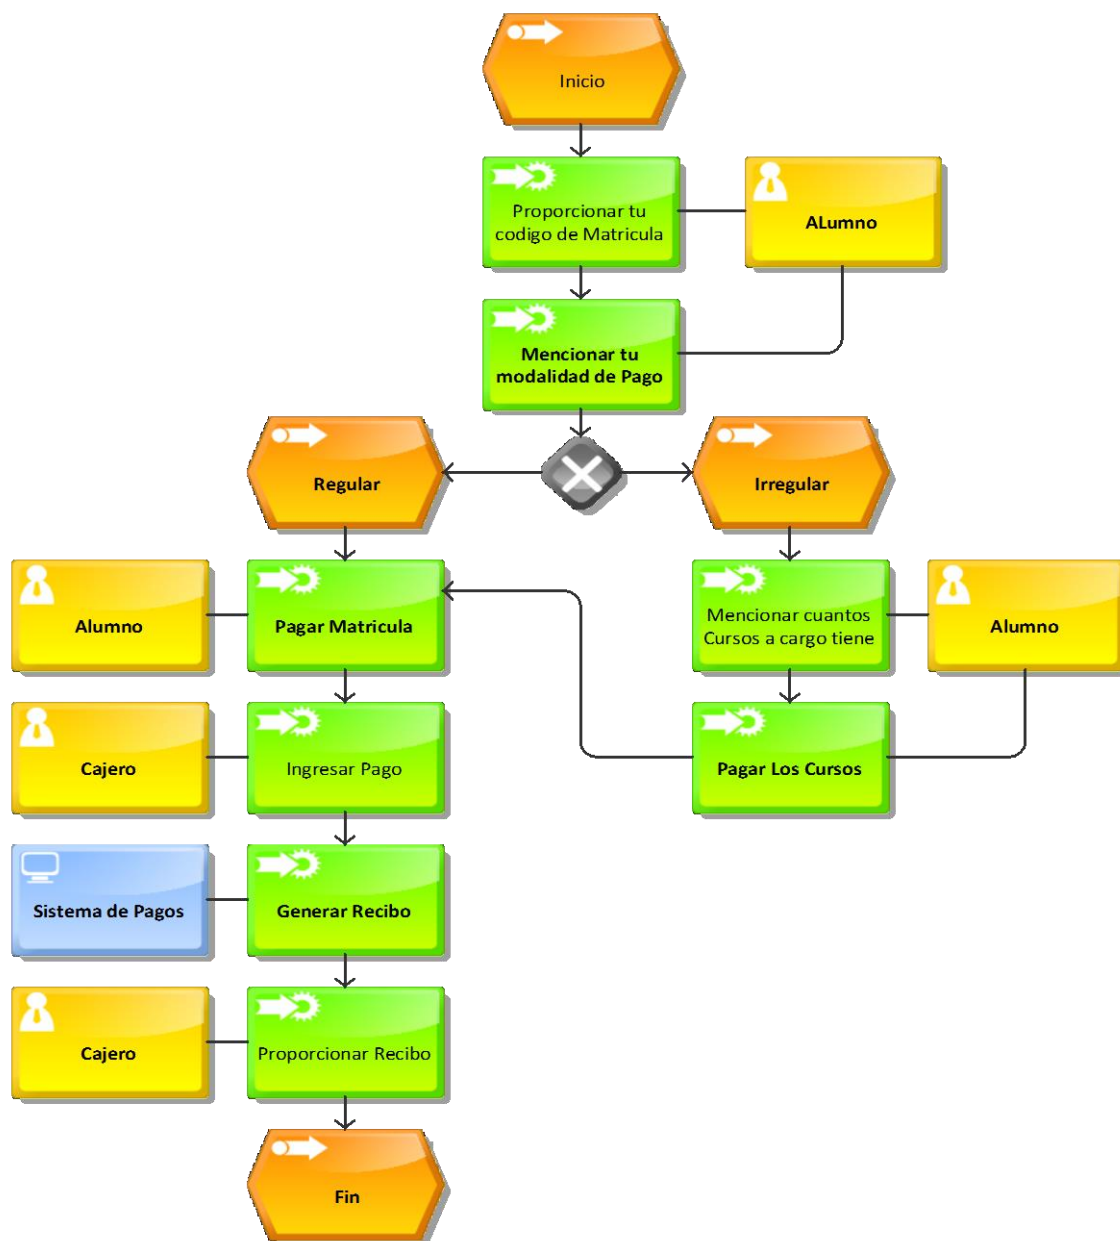 Inicio
Proporcionar tu
codigo de Matricula
ALumno
Mencionar tu
modalidad de Pago
Regular
Irregular
Alumno
Pagar Matricula
Mencionar cuantos
Cursos a cargo tiene
Alumno
Cajero
Ingresar Pago
Pagar Los Cursos
Sistema de Pagos
Generar Recibo
Cajero
Proporcionar Recibo
Fin